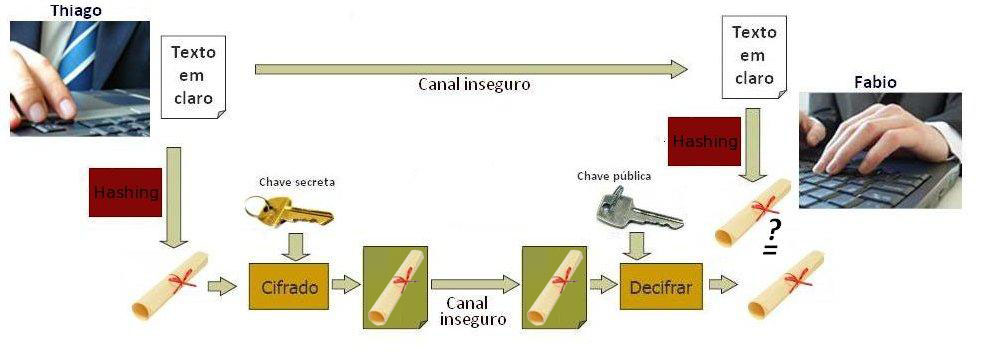 Thiago
Texto
em
claro
Canal inseguro
Texto
em
claro
Fabio
Hashing
Hashing
Chave secreta
Chave pública
?
=
Cifrado
Canal
inseguro
Decifrar